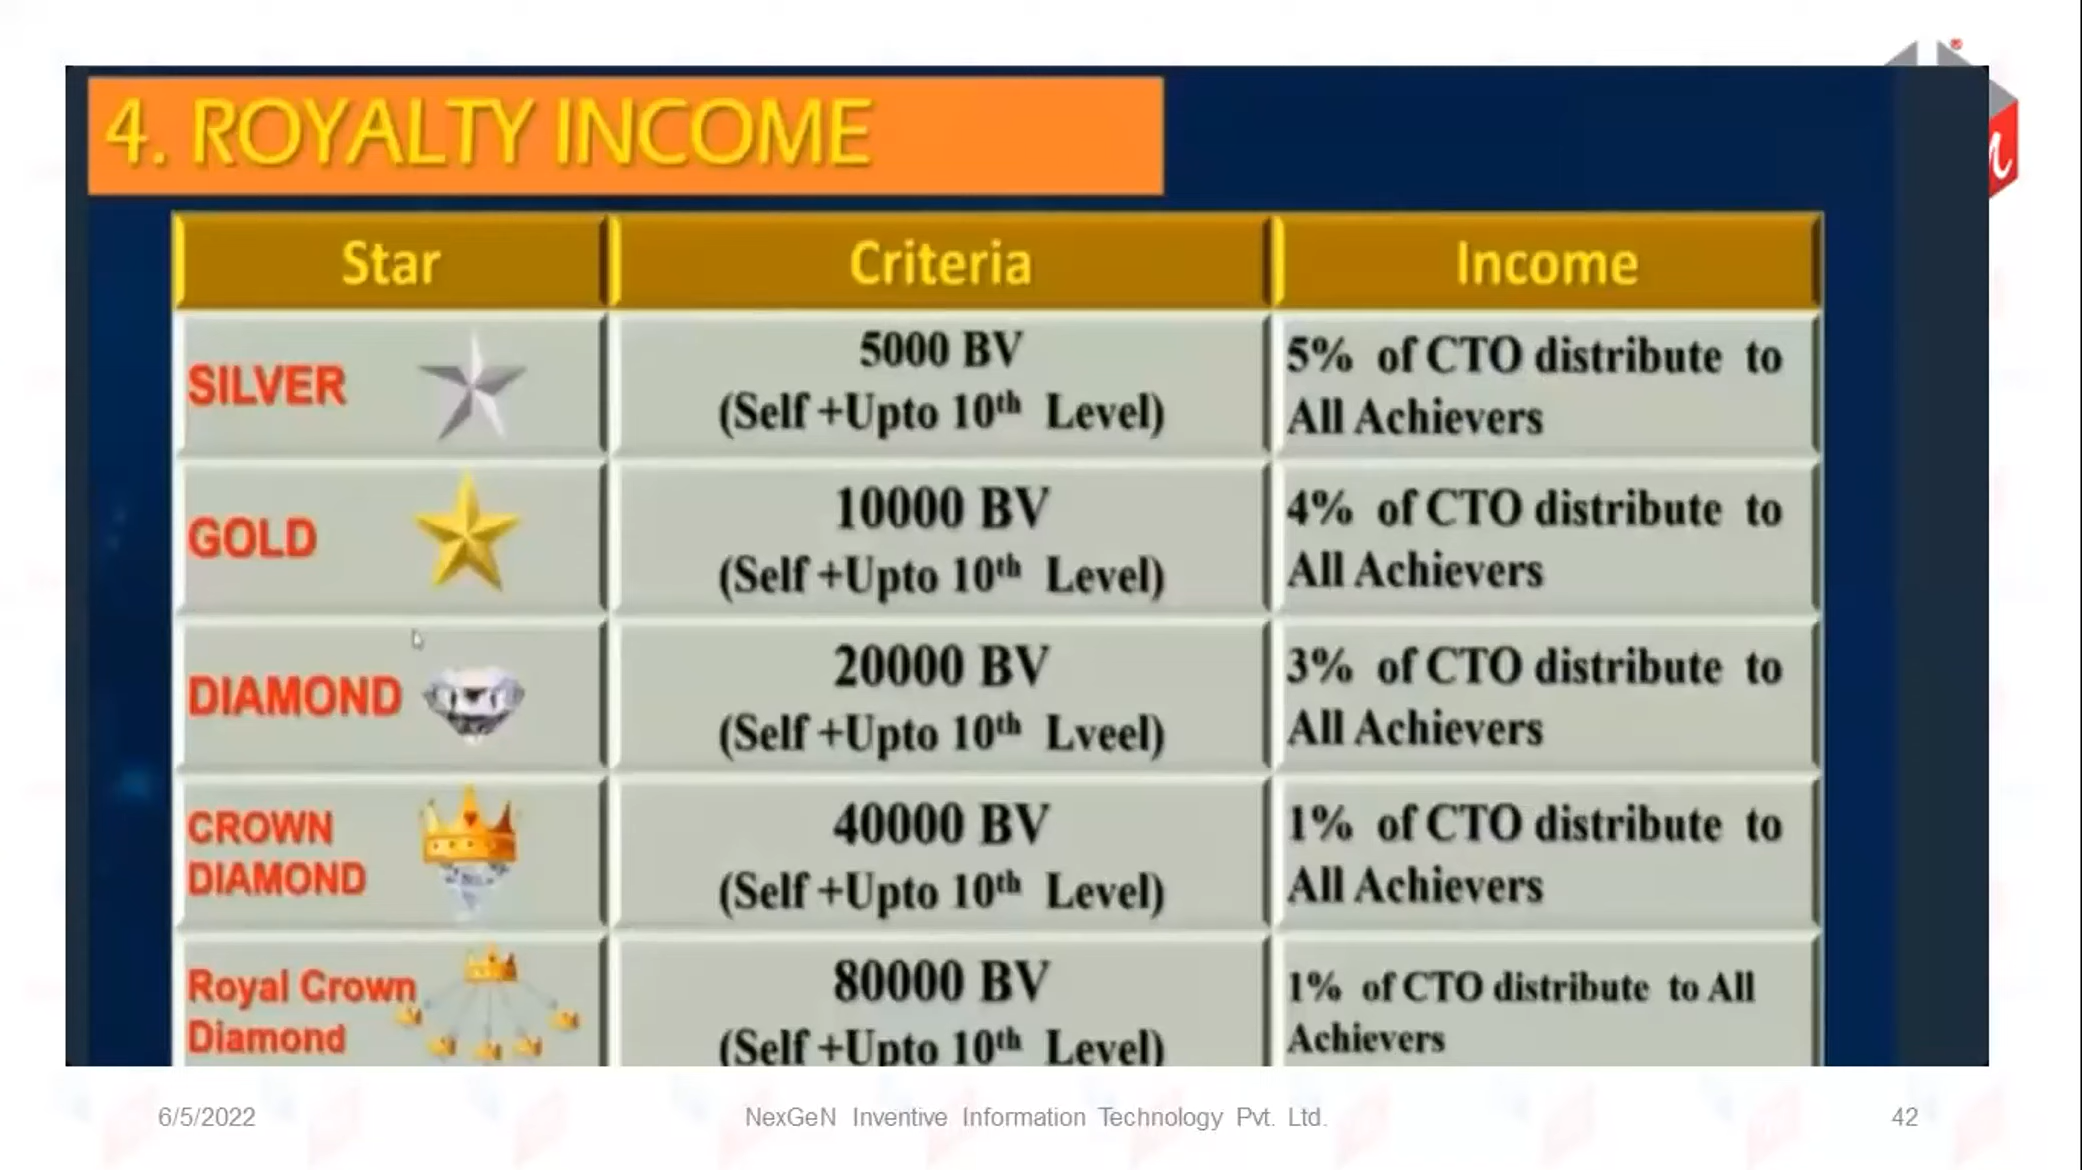 4. ROYALTY INCOME
Star
Criteria
Income
SILVER
5000 BV
(Self +Upto 10th Level)
5% of CTO distribute to
All Achievers
GOLD
10000 BV
(Self +Upto 10th Level)
4% of CTO distribute to
All Achievers
DIAMOND
20000 BV
(Self +Upto 10th Lveel)
3% of CTO distribute to
All Achievers
CROWN
DIAMOND
40000 BV
(Self +Upto 10th Level)
1% of CTO distribute to
All Achievers
Royal Crown
Diamond
80000 BV
(Self +Upto 10th Level)
1% of CTO distribute to All
Achievers
6/5/2022
NexGeN Inventive Information Technology Pvt. Ltd.
42